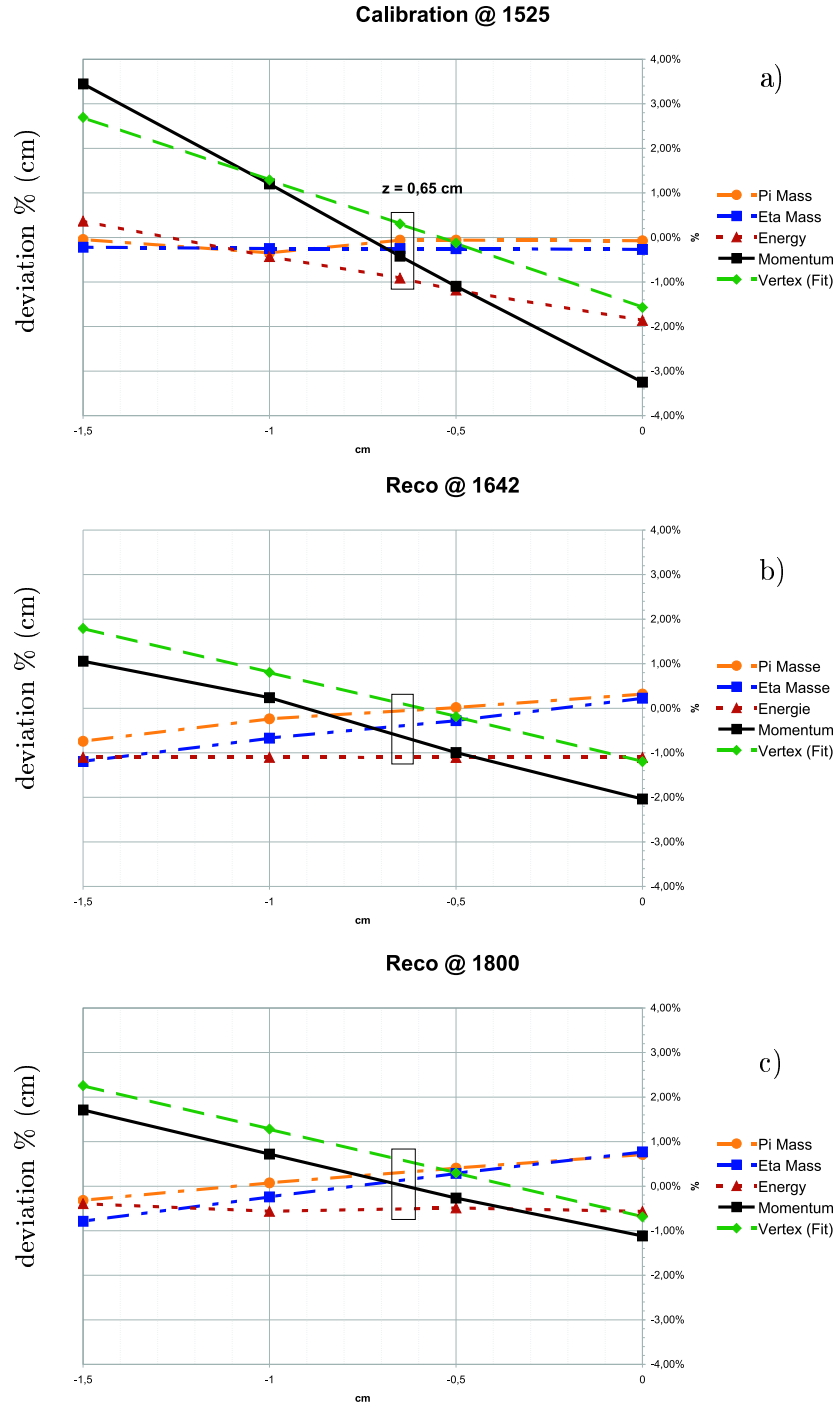 Calibration @ 1525
a)
deviation % (cm)
4,00%
3,00%
2,00%
1,00%
0,00%
-1,00%
-2,00%
-3,00%
-4,00%
%
z = 0,65 cm
-1,5
-1
-0,5
0
cm
Pi Mass
Eta Mass
Energy
Momentum
Vertex (Fit)
Reco @ 1642
b)
deviation % (cm)
4,00%
3,00%
2,00%
1,00%
0,00%
-1,00%
-2,00%
-3,00%
-4,00%
%
-1,5
-1
-0,5
0
cm
Pi Masse
Eta Masse
Energie
Momentum
Vertex (Fit)
Reco @ 1800
c)
deviation % (cm)
4,00%
3,00%
2,00%
1,00%
0,00%
-1,00%
-2,00%
-3,00%
-4,00%
%
-1,5
-1
-0,5
0
cm
Pi Mass
Eta Mass
Energy
Momentum
Vertex (Fit)